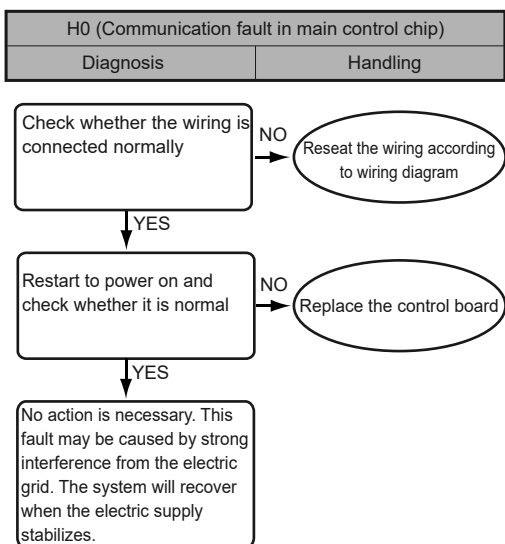 H0 (Communication fault in main control chip)
Diagnosis
Handling
Check whether the wiring is
connected normally
NO
Reseat the wiring according
to wiring diagram
YES
Restart to power on and
check whether it is normal
NO
Replace the control board
YES
No action is necessary. This
fault may be caused by strong
interference from the electric
grid. The system will recover
when the electric supply
stabilizes.